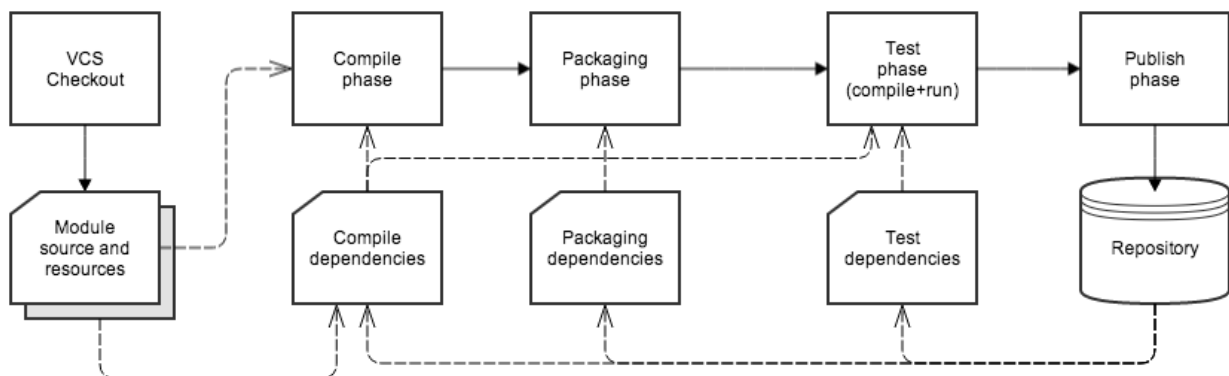 VCS
Checkout
Compile
phase
Packaging
phase
Test
phase
(compile+run)
Publish
phase
Module
source and
resources
Compile
dependencies
Packaging
dependencies
Test
dependencies
Repository